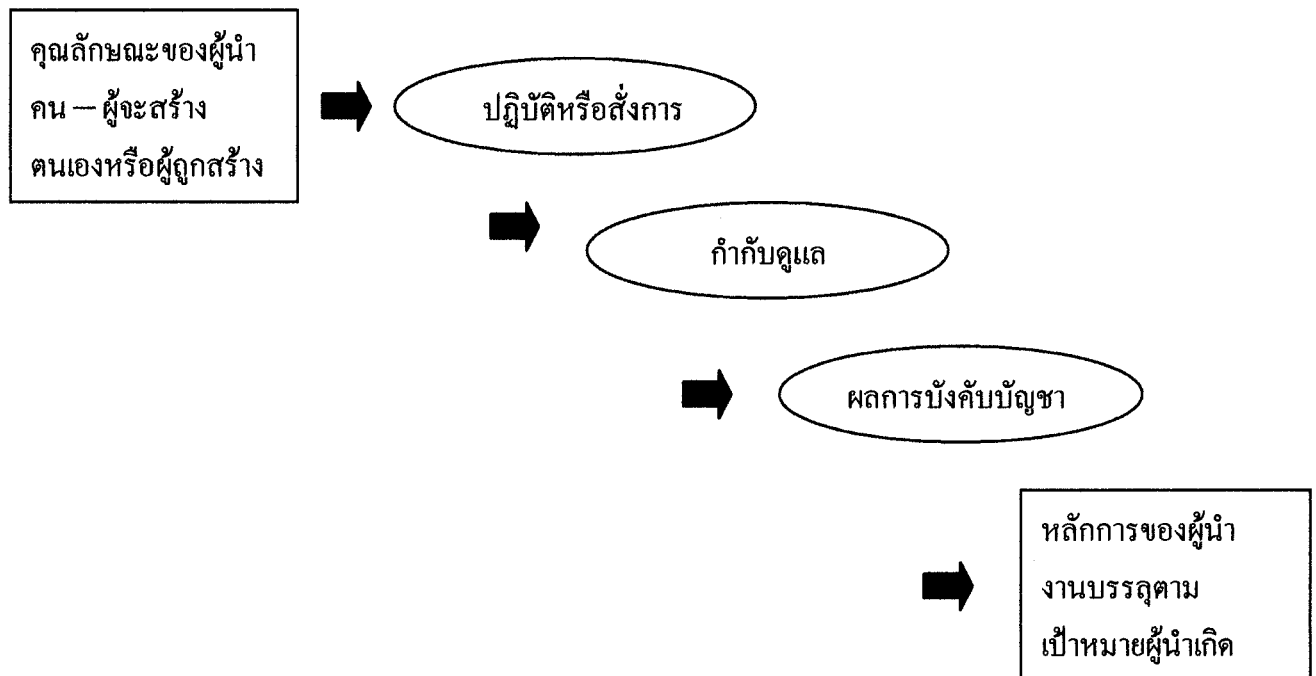 คุณลักษณะของผู้นำ
คน – ผู้จะสร้าง
ตนเองหรือผู้ถูกสร้าง
ปฏิบัติหรือสั่งการ
กำกับดูแล
ผลการบังคับบัญชา
หลักการของผู้นำ
งานบรรลุตาม
เป้าหมายผู้นำเกิด